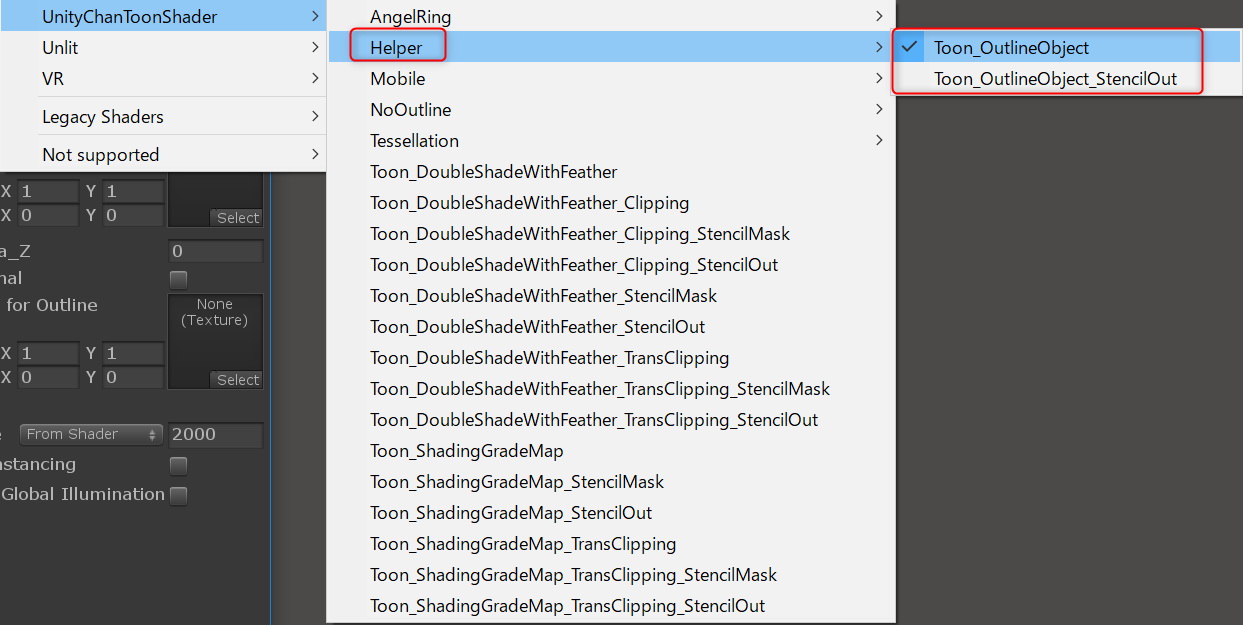 UnityChanToonShader
Unlit
VR
Legacy Shaders
Not supported
AngelRing
Helper
Mobile
NoOutline
Tessellation
Toon_DoubleShadeWithFeather
Toon_DoubleShadeWithFeather_Clipping
Toon_DoubleShadeWithFeather_Clipping_StencilMask
Toon_DoubleShadeWithFeather_Clipping_StencilOut
Toon_DoubleShadeWithFeather_StencilMask
Toon_DoubleShadeWithFeather_StencilOut
Toon_DoubleShadeWithFeather_TransClipping
Toon_DoubleShadeWithFeather_TransClipping_StencilMask
Toon_DoubleShadeWithFeather_TransClipping_StencilOut
Toon_ShadingGradeMap
Toon_ShadingGradeMap_StencilMask
Toon_ShadingGradeMap_StencilOut
Toon_ShadingGradeMap_TransClipping
Toon_ShadingGradeMap_TransClipping_StencilMask
Toon_ShadingGradeMap_TransClipping_StencilOut
Toon_OutlineObject
Toon_OutlineObject_StencilOut
X 1 Y 1
X 0 Y 0 Select
a_Z 0
nal
for Outline None
(Texture)
X 1 Y 1
X 0 Y 0 Select
e From Shader 2000
nstancing
Global Illumination